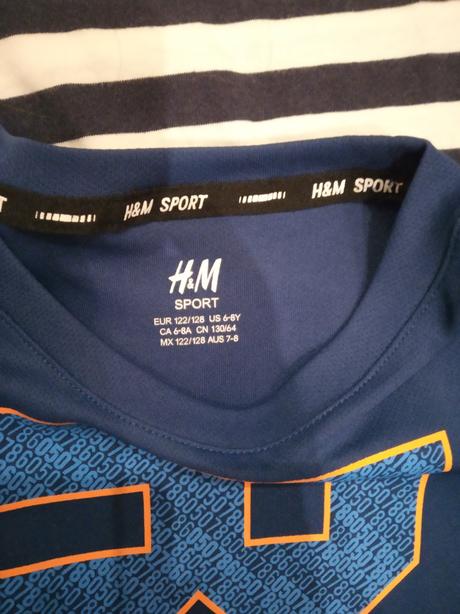 H&M SPORT
H&M SPORT
H&M
SPORT
EUR 122/128 US 6-8Y
CA 6-8A CN 130/64
MX 122/128 AUS 7-8